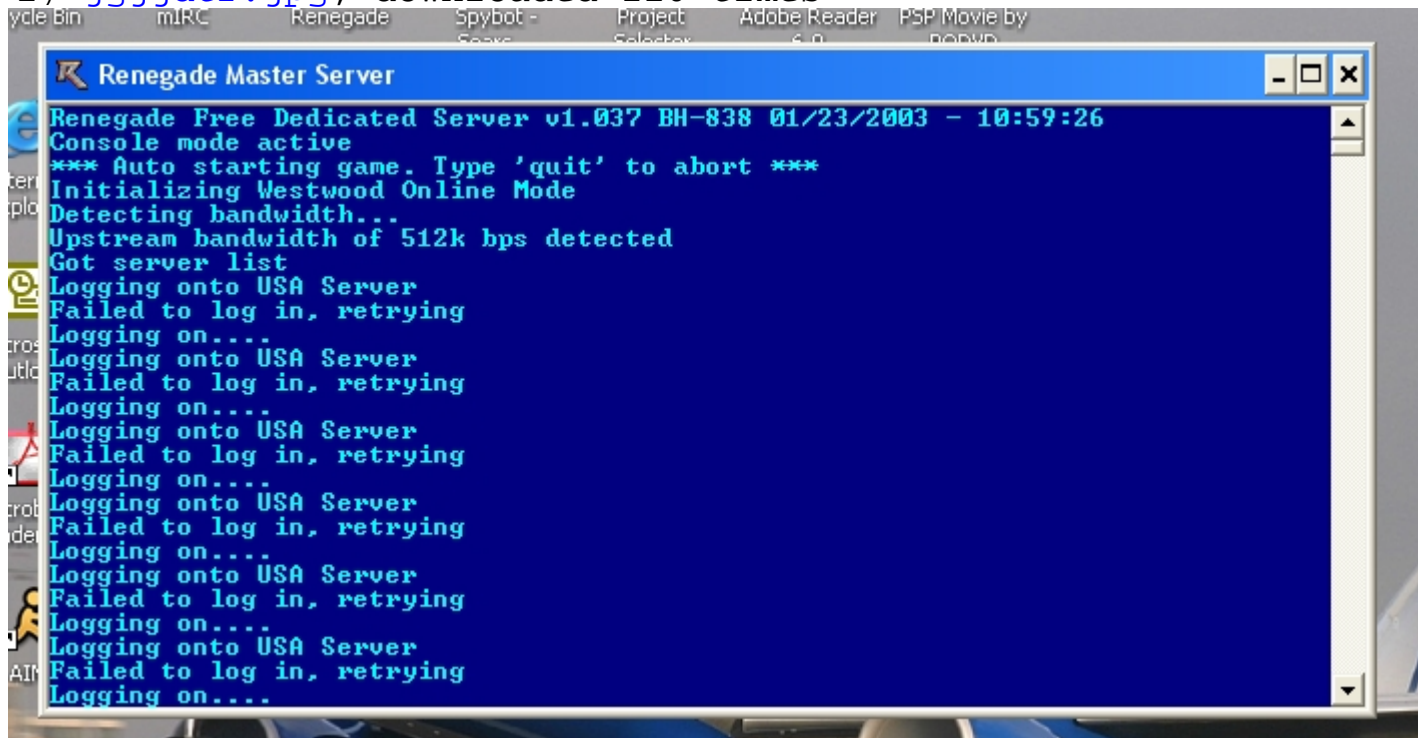 ycle Bin mIRC Renegade Spybot - Project Adobe Reader PSP Movie by
Renegade Master Server
Renegade Free Dedicated Server v1.037 BH-838 01/23/2003 - 10:59:26
Console mode active
*** Auto starting game. Type 'quit' to abort ***
Initializing Westwood Online Mode
Detecting bandwidth...
Upstream bandwidth of 512k bps detected
Got server list
Logging onto USA Server
Failed to log in, retrying
Logging on....
Logging onto USA Server
Failed to log in, retrying
Logging on....
Logging onto USA Server
Failed to log in, retrying
Logging on....
Logging onto USA Server
Failed to log in, retrying
Logging on....
Logging onto USA Server
Failed to log in, retrying
Logging on....
Logging onto USA Server
Failed to log in, retrying
Logging on....